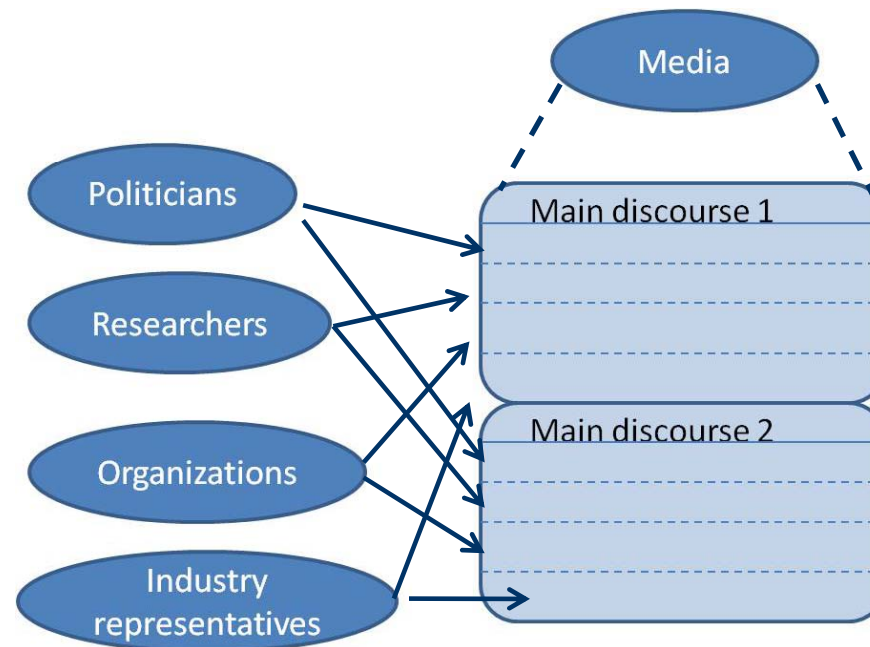 Media
Politicians
Main discourse 1
Researchers
Main discourse 2
Organizations
Industry
representatives